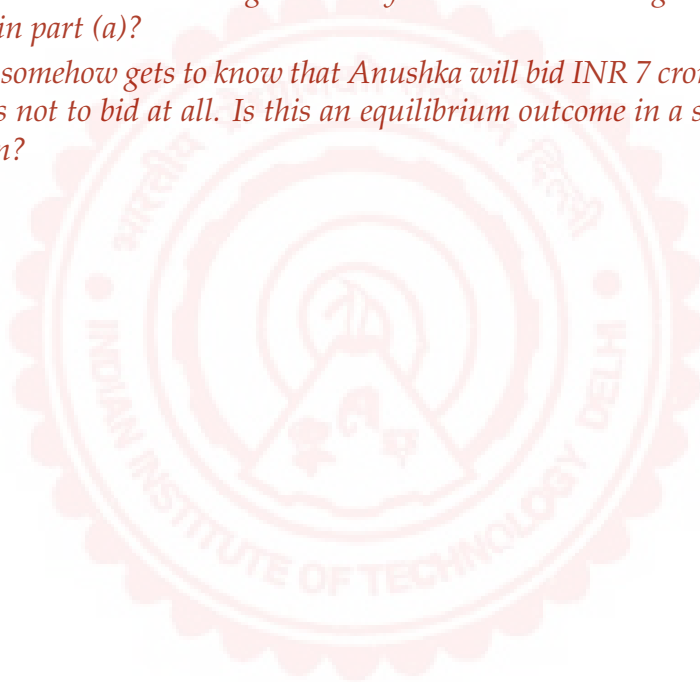 in part (a)?
somehow gets to know that Anushka will bid INR 7 cro
not to bid at all. Is this an equilibrium outcome in a s
n?
भारतीय दिल्ली
INDIAN INSTITUTE OF TECHNOLOGY DELHI